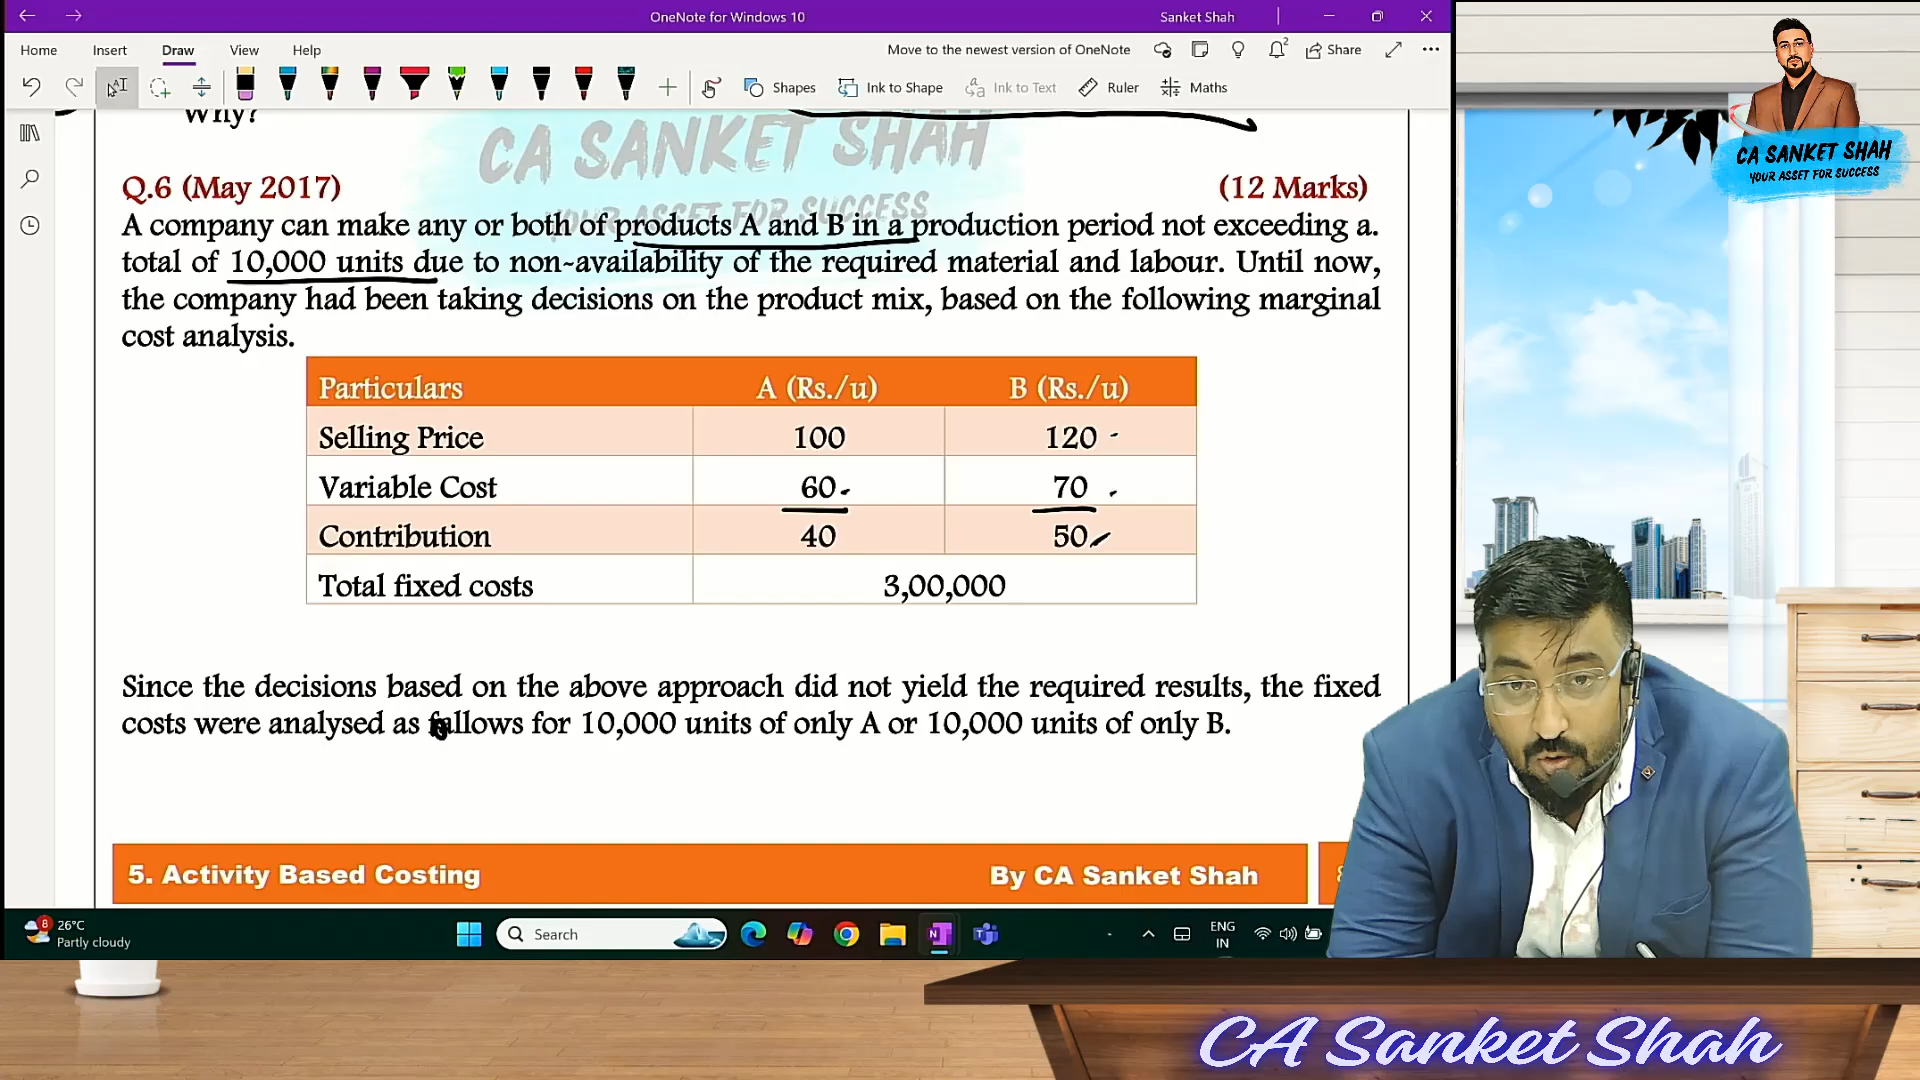 OneNote for Windows 10
Sanket Shah
Home Insert Draw View Help
Move to the newest version of OneNote
2
Share
Shapes Ink to Shape Ink to Text Ruler Maths
Why?
CA SANKET SHAH
YOUR ASSET FOR SUCCESS
CA SANKET SHAH
YOUR ASSET FOR SUCCESS
Q.6 (May 2017) (12 Marks)
A company can make any or both of products A and B in a production period not exceeding a.
total of 10,000 units due to non-availability of the required material and labour. Until now,
the company had been taking decisions on the product mix, based on the following marginal
cost analysis.
Particulars A (Rs./u) B (Rs./u)
Selling Price 100 120
Variable Cost 60 70
Contribution 40 50
Total fixed costs 3,00,000
Since the decisions based on the above approach did not yield the required results, the fixed
costs were analysed as follows for 10,000 units of only A or 10,000 units of only B.
5. Activity Based Costing By CA Sanket Shah
8
26°C
Partly cloudy
Search
ENG
IN
CA Sanket Shah